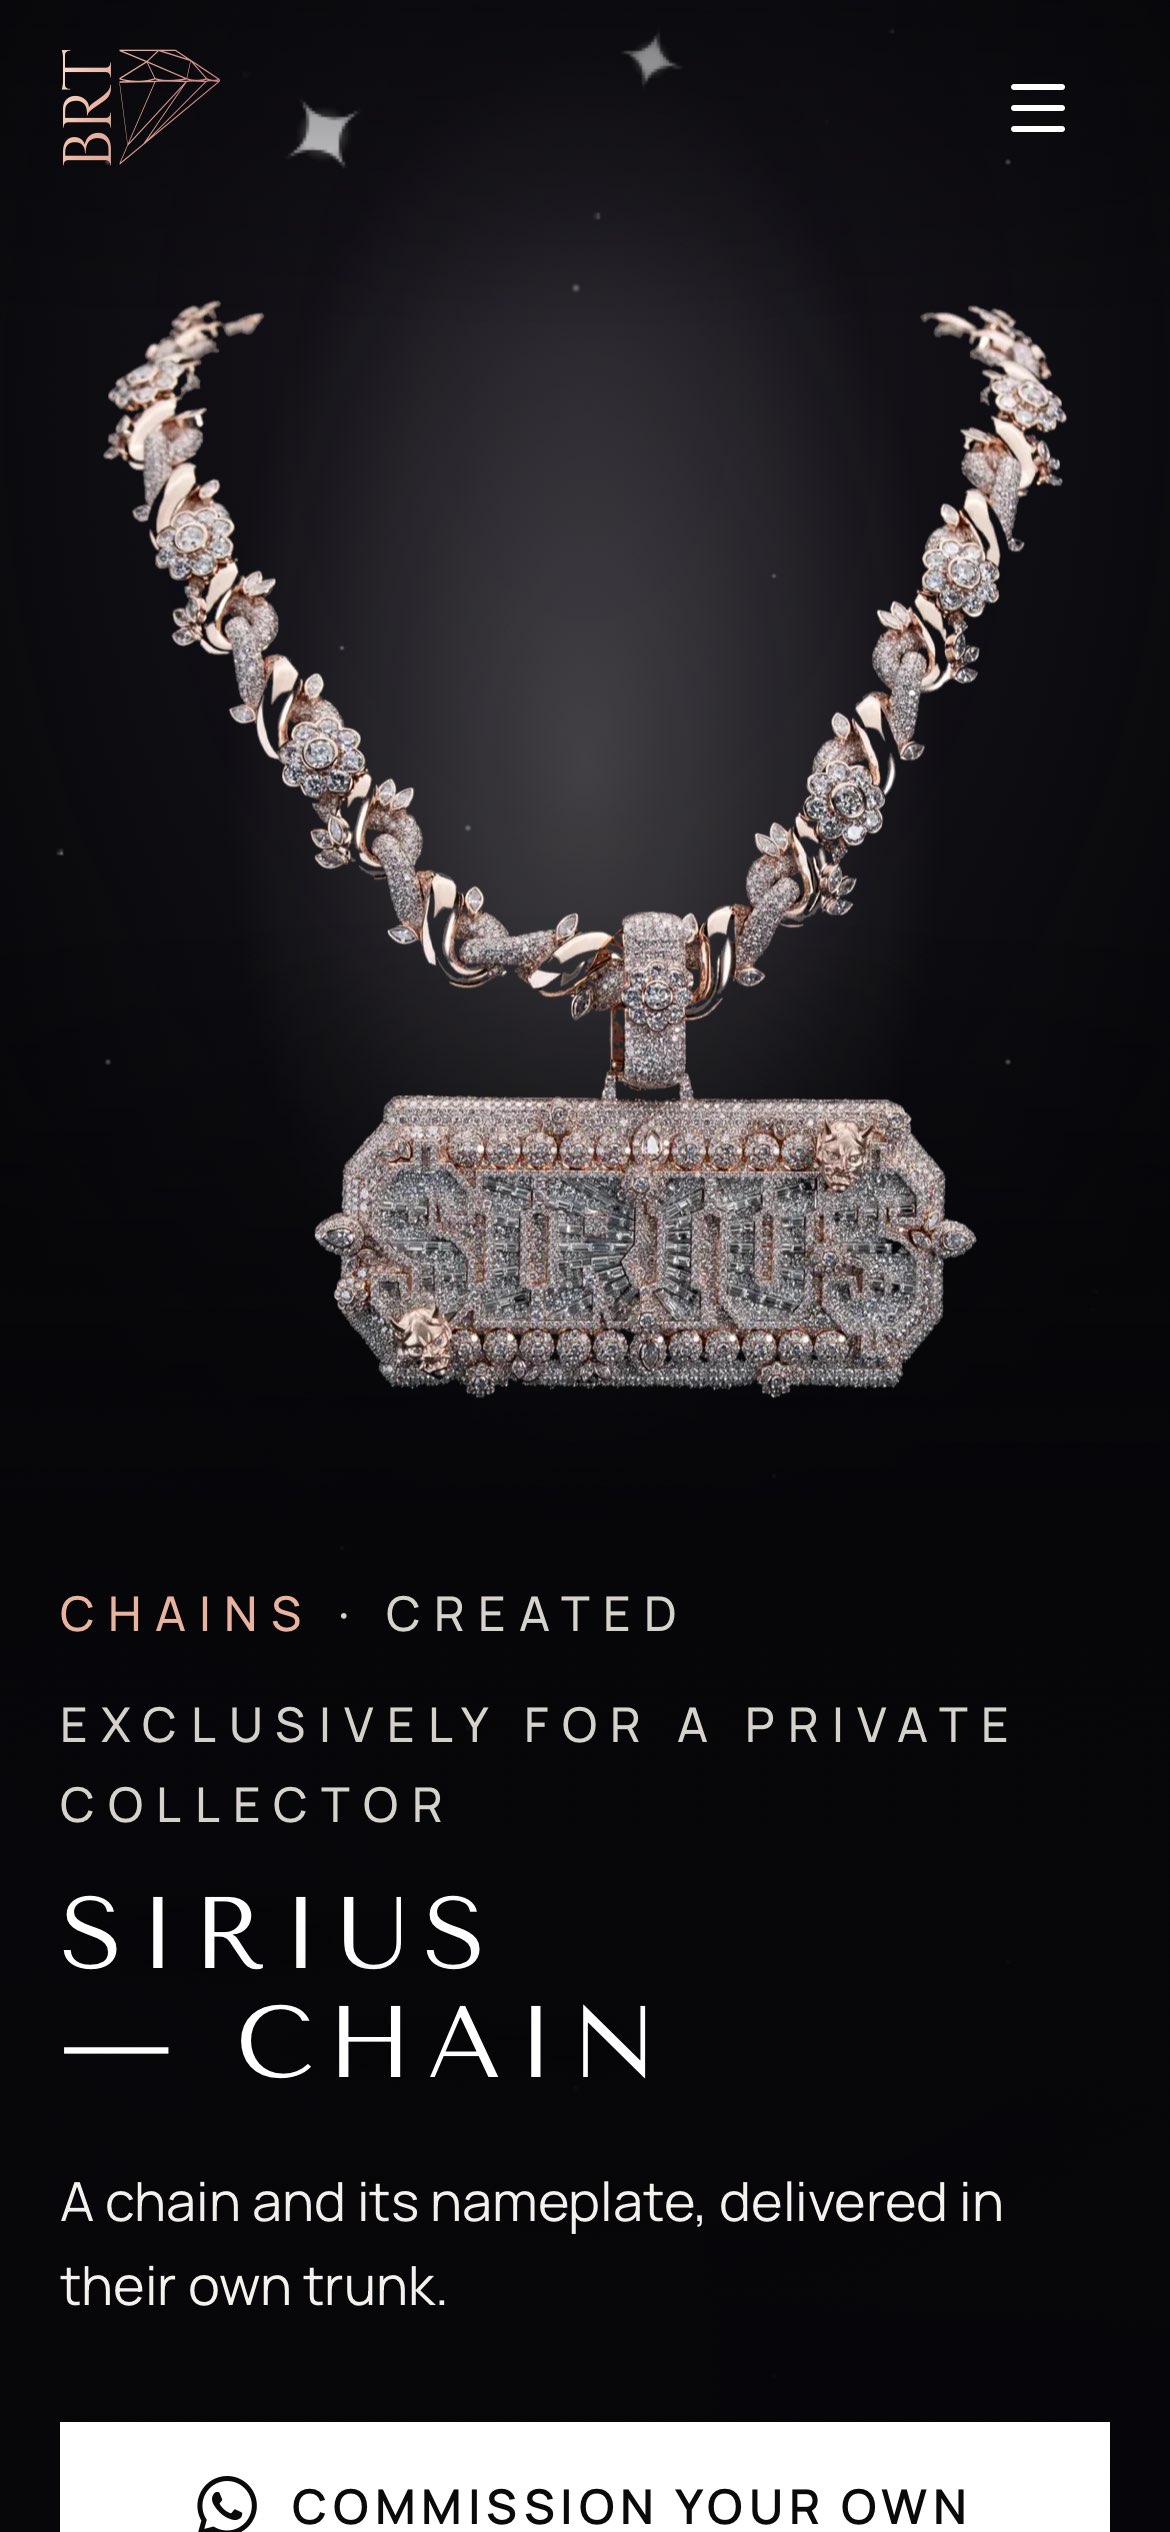 BRT
SIRIUS
CHAINS · CREATED
EXCLUSIVELY FOR A PRIVATE
COLLECTOR
SIRIUS
— CHAIN
A chain and its nameplate, delivered in
their own trunk.
COMMISSION YOUR OWN